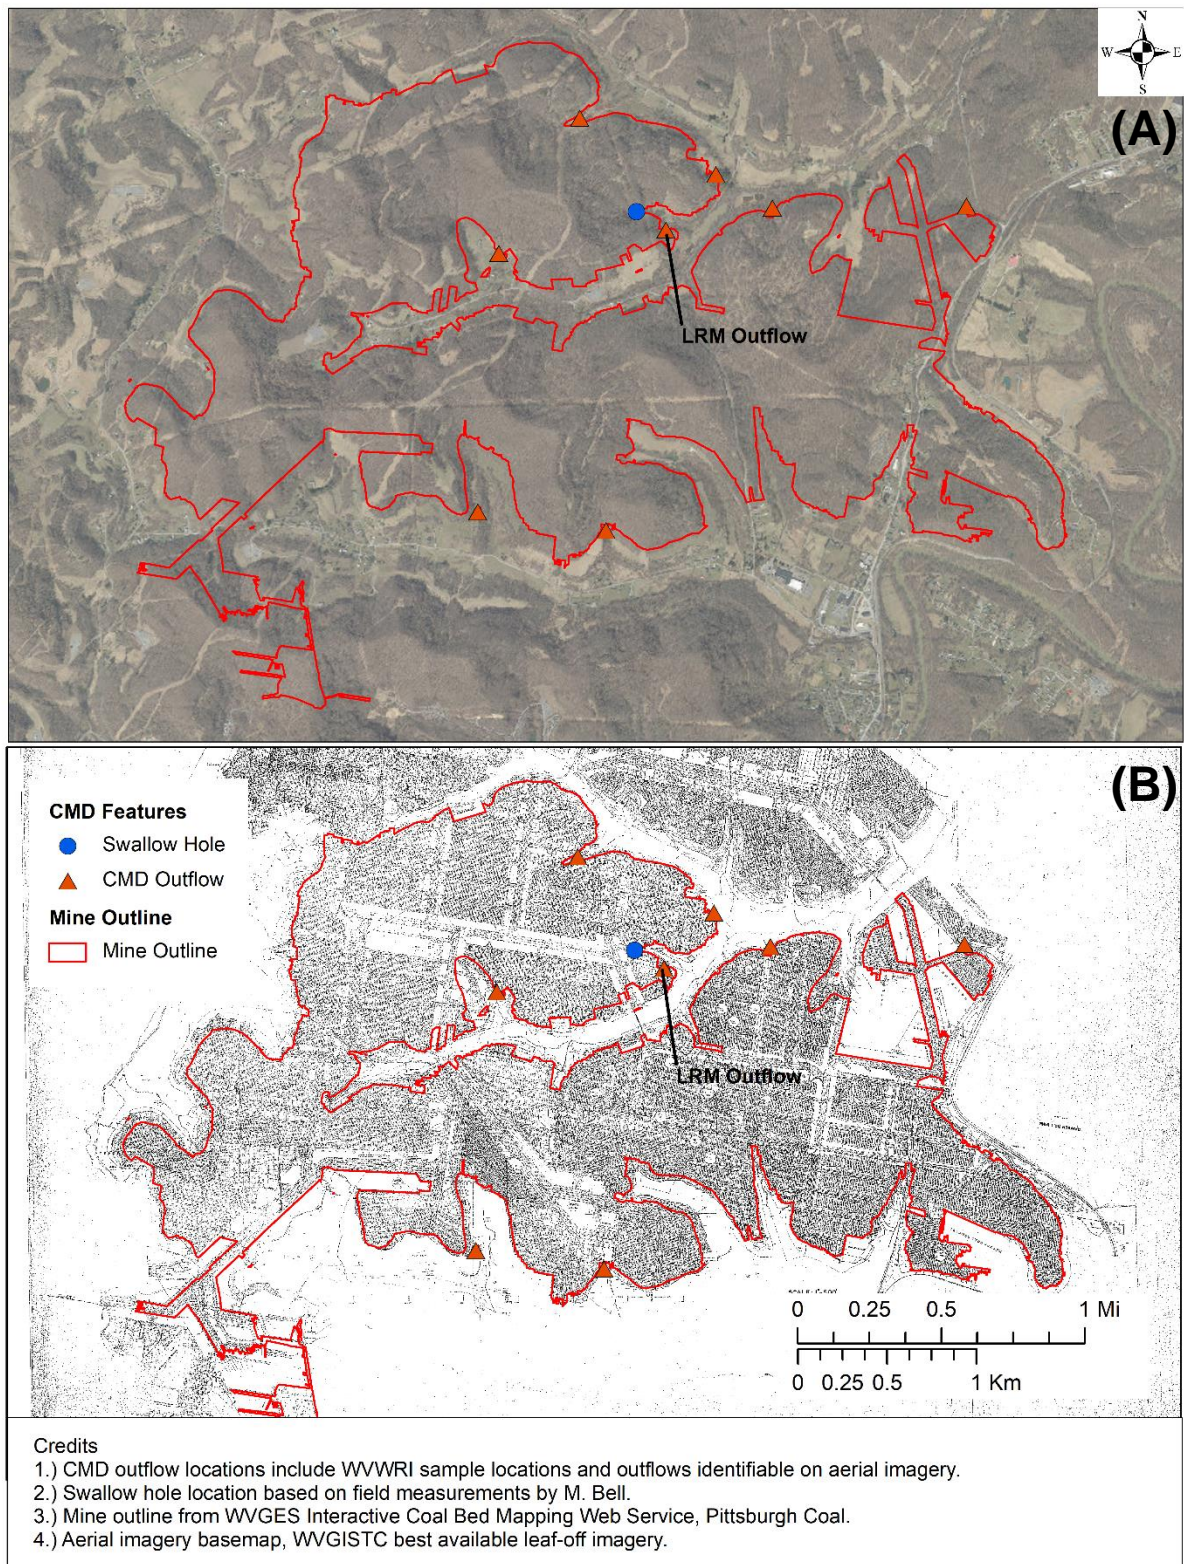 N
W E
S
(A)
LRM Outflow
(B)
CMD Features
Swallow Hole
CMD Outflow
Mine Outline
Mine Outline
LRM Outflow
0 0.25 0.5 1 Mi
0 0.25 0.5 1 Km
Credits
1.) CMD outflow locations include WVWRI sample locations and outflows identifiable on aerial imagery.
2.) Swallow hole location based on field measurements by M. Bell.
3.) Mine outline from WVGES Interactive Coal Bed Mapping Web Service, Pittsburgh Coal.
4.) Aerial imagery basemap, WVGISTC best available leaf-off imagery.